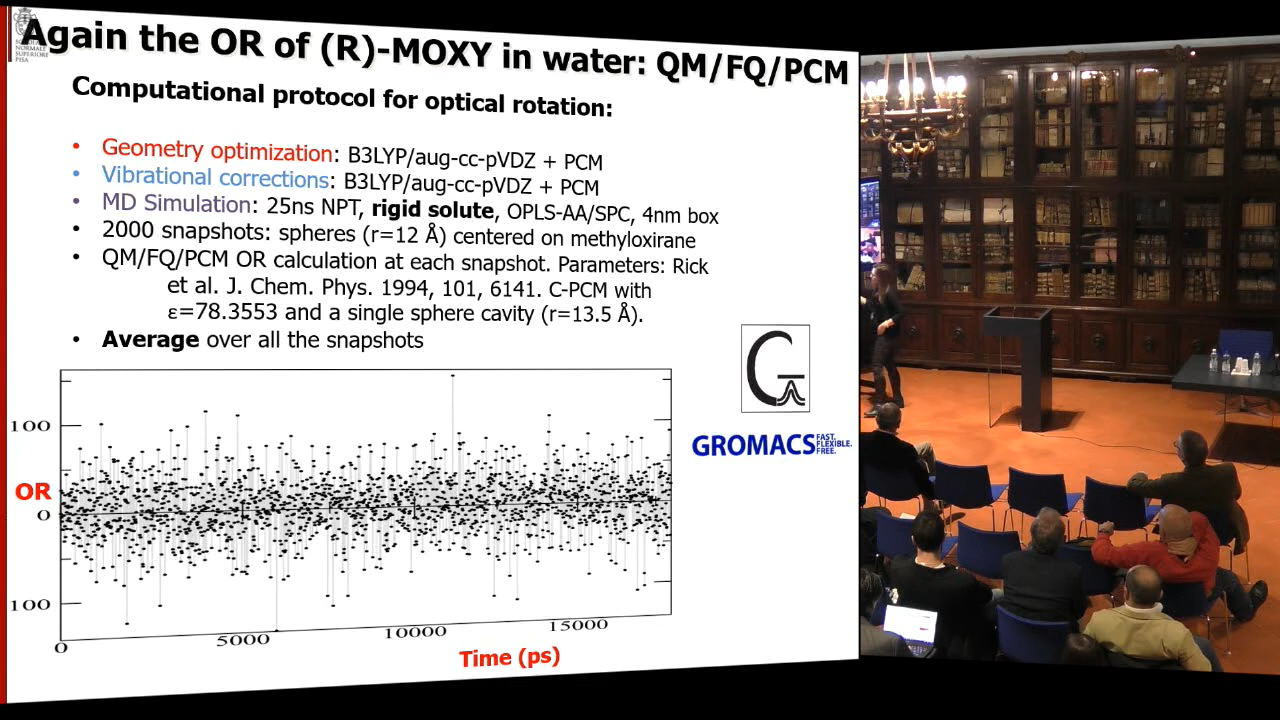 SCUOLA
NORMALE
SUPERIORE
PISA
Again the OR of (R)-MOXY in water: QM/FQ/PCM
Computational protocol for optical rotation:
• Geometry optimization: B3LYP/aug-cc-pVDZ + PCM
• Vibrational corrections: B3LYP/aug-cc-pVDZ + PCM
• MD Simulation: 25ns NPT, rigid solute, OPLS-AA/SPC, 4nm box
• 2000 snapshots: spheres (r=12 Å) centered on methyloxirane
• QM/FQ/PCM OR calculation at each snapshot. Parameters: Rick
et al. J. Chem. Phys. 1994, 101, 6141. C-PCM with
ε=78.3553 and a single sphere cavity (r=13.5 Å).
• Average over all the snapshots
G
GROMACS FAST. FLEXIBLE. FREE.
100
OR
0
100
0
5000
10000
15000
Time (ps)